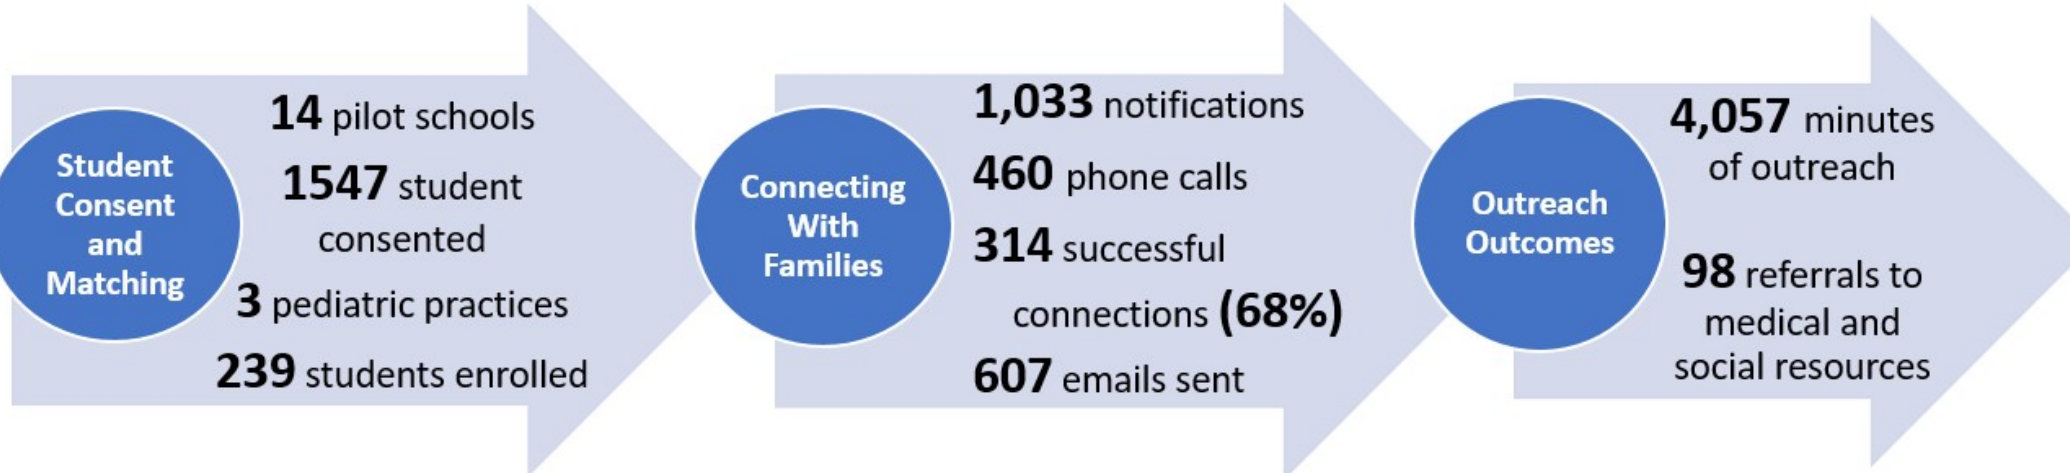 Student
Consent
and
Matching
14 pilot schools
1547 student
consented
3 pediatric practices
239 students enrolled
Connecting
With
Families
1,033 notifications
460 phone calls
314 successful
connections (68%)
607 emails sent
Outreach
Outcomes
4,057 minutes
of outreach
98 referrals to
medical and
social resources